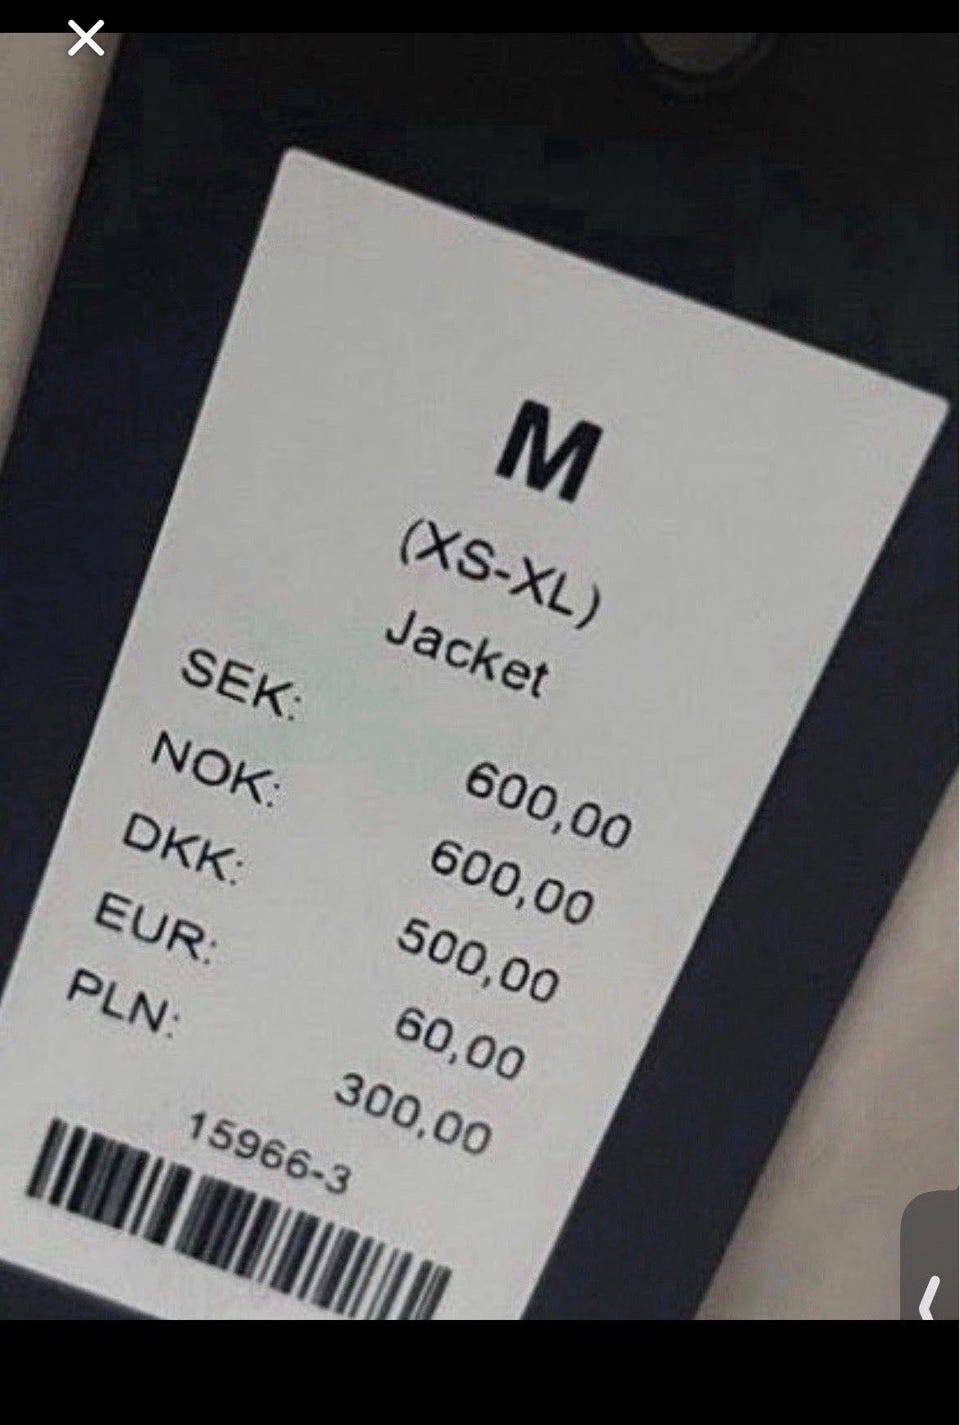 M
(XS-XL)
Jacket
SEK: 600,00
NOK: 600,00
DKK: 500,00
EUR: 60,00
PLN: 300,00
15966-3